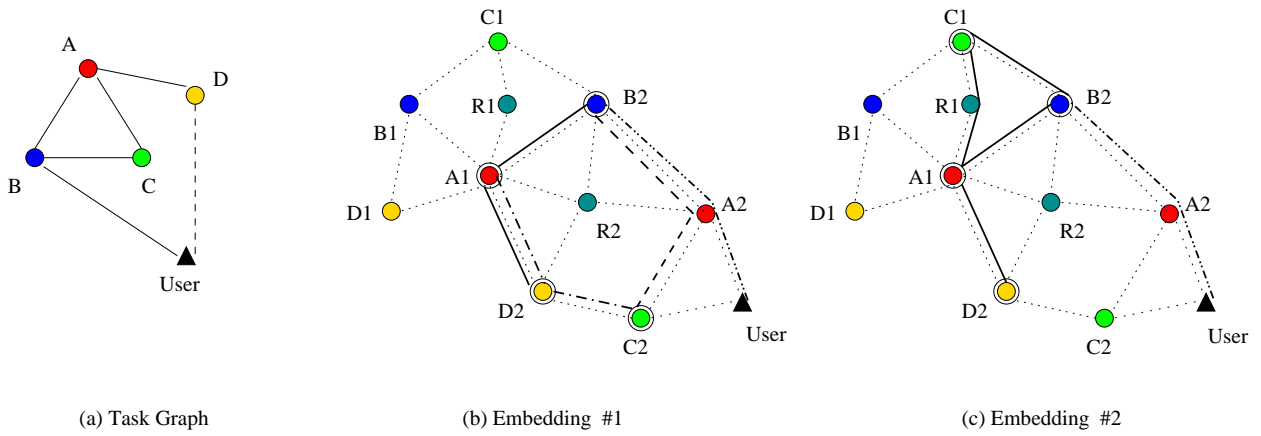 A
D
B
C
User
(a) Task Graph
C1
B1
R1
B2
A1
D1
R2
A2
D2
C2
User
(b) Embedding #1
C1
B1
R1
B2
A1
D1
R2
A2
D2
C2
User
(c) Embedding #2